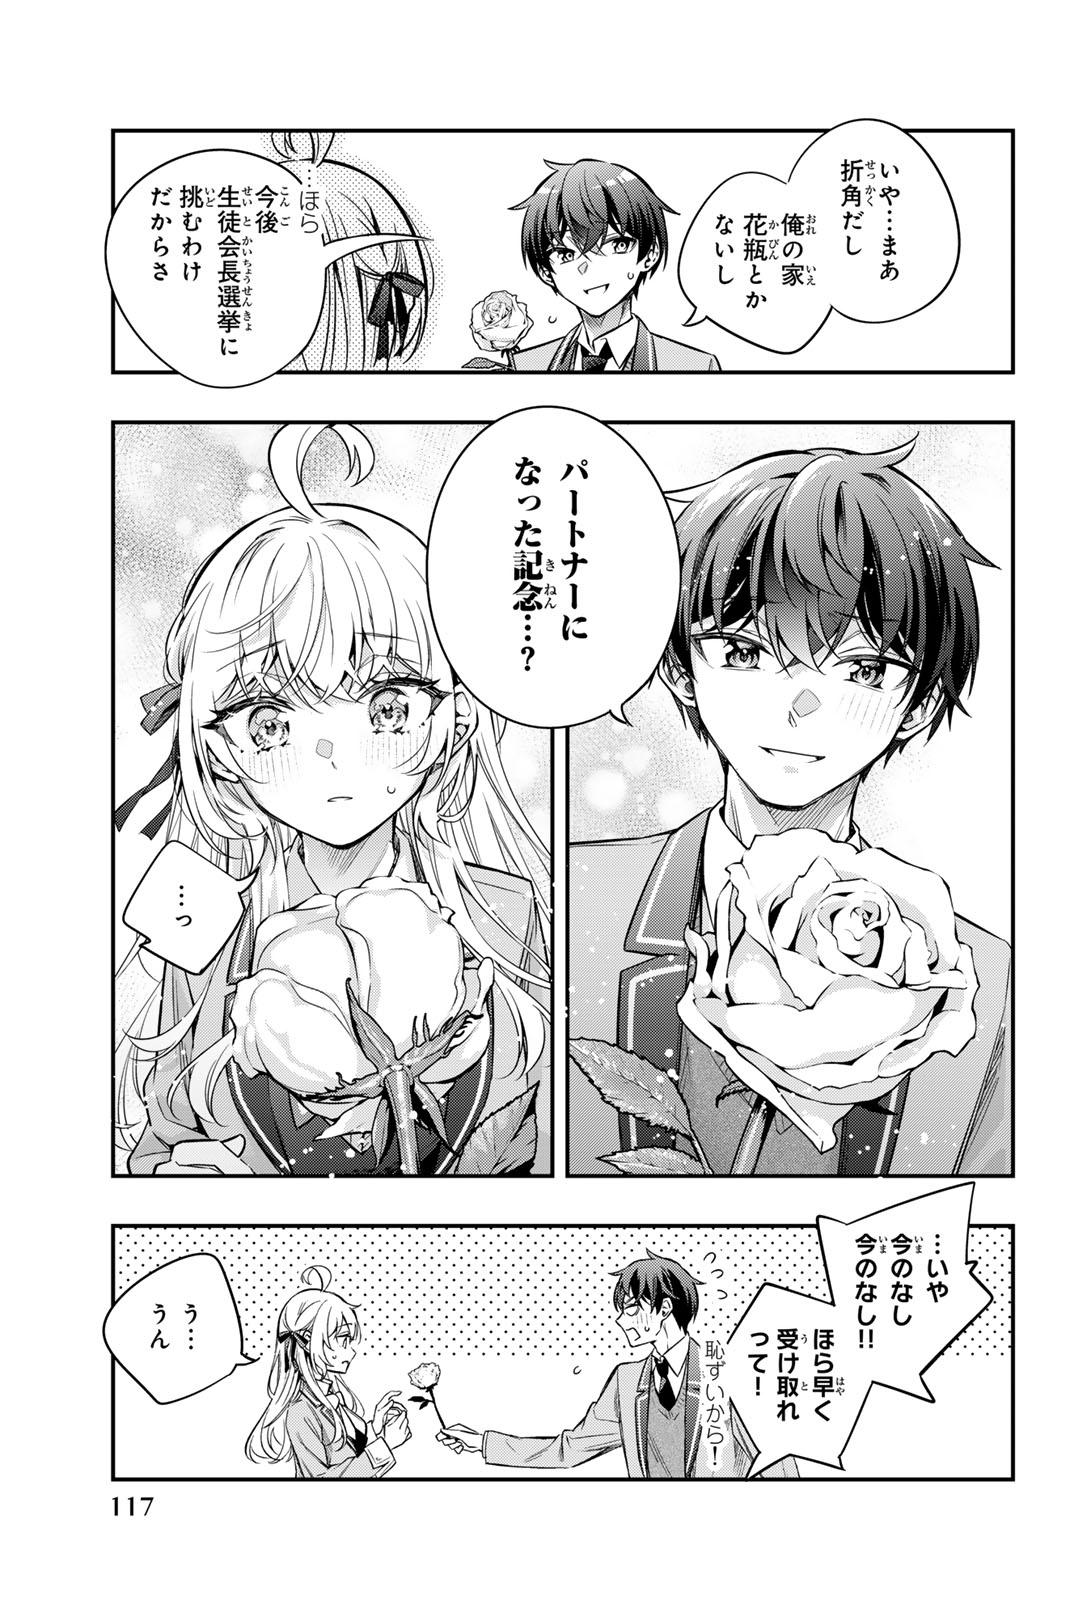 いや…まあ
折角だし
俺の家
花瓶とか
ないし
…ほら
今後
生徒会長選挙に
挑むわけ
だからさ
パートナーに
なった記念…？
…っ
…いや
今のなし
今のなし!!
ほら早く
受け取れ
って！
恥ずいから！
う…
うん
117